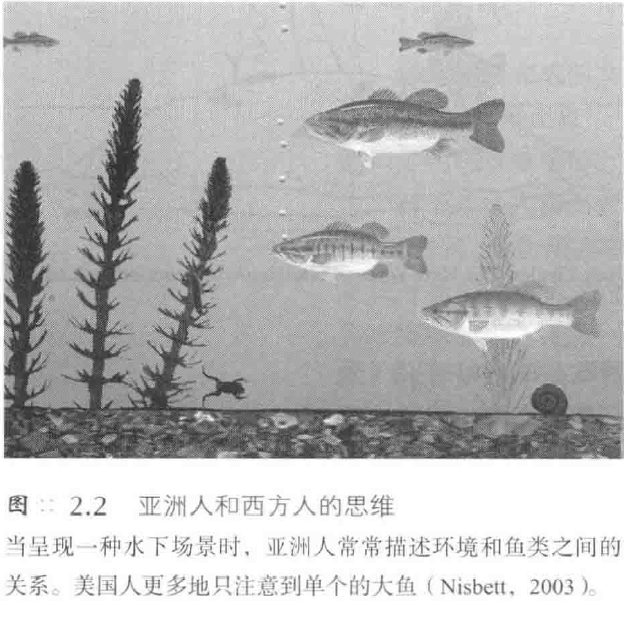 图 :: 2.2 亚洲人和西方人的思维
当呈现一种水下场景时，亚洲人常常描述环境和鱼类之间的
关系。美国人更多地只注意到单个的大鱼（Nisbett，2003）。